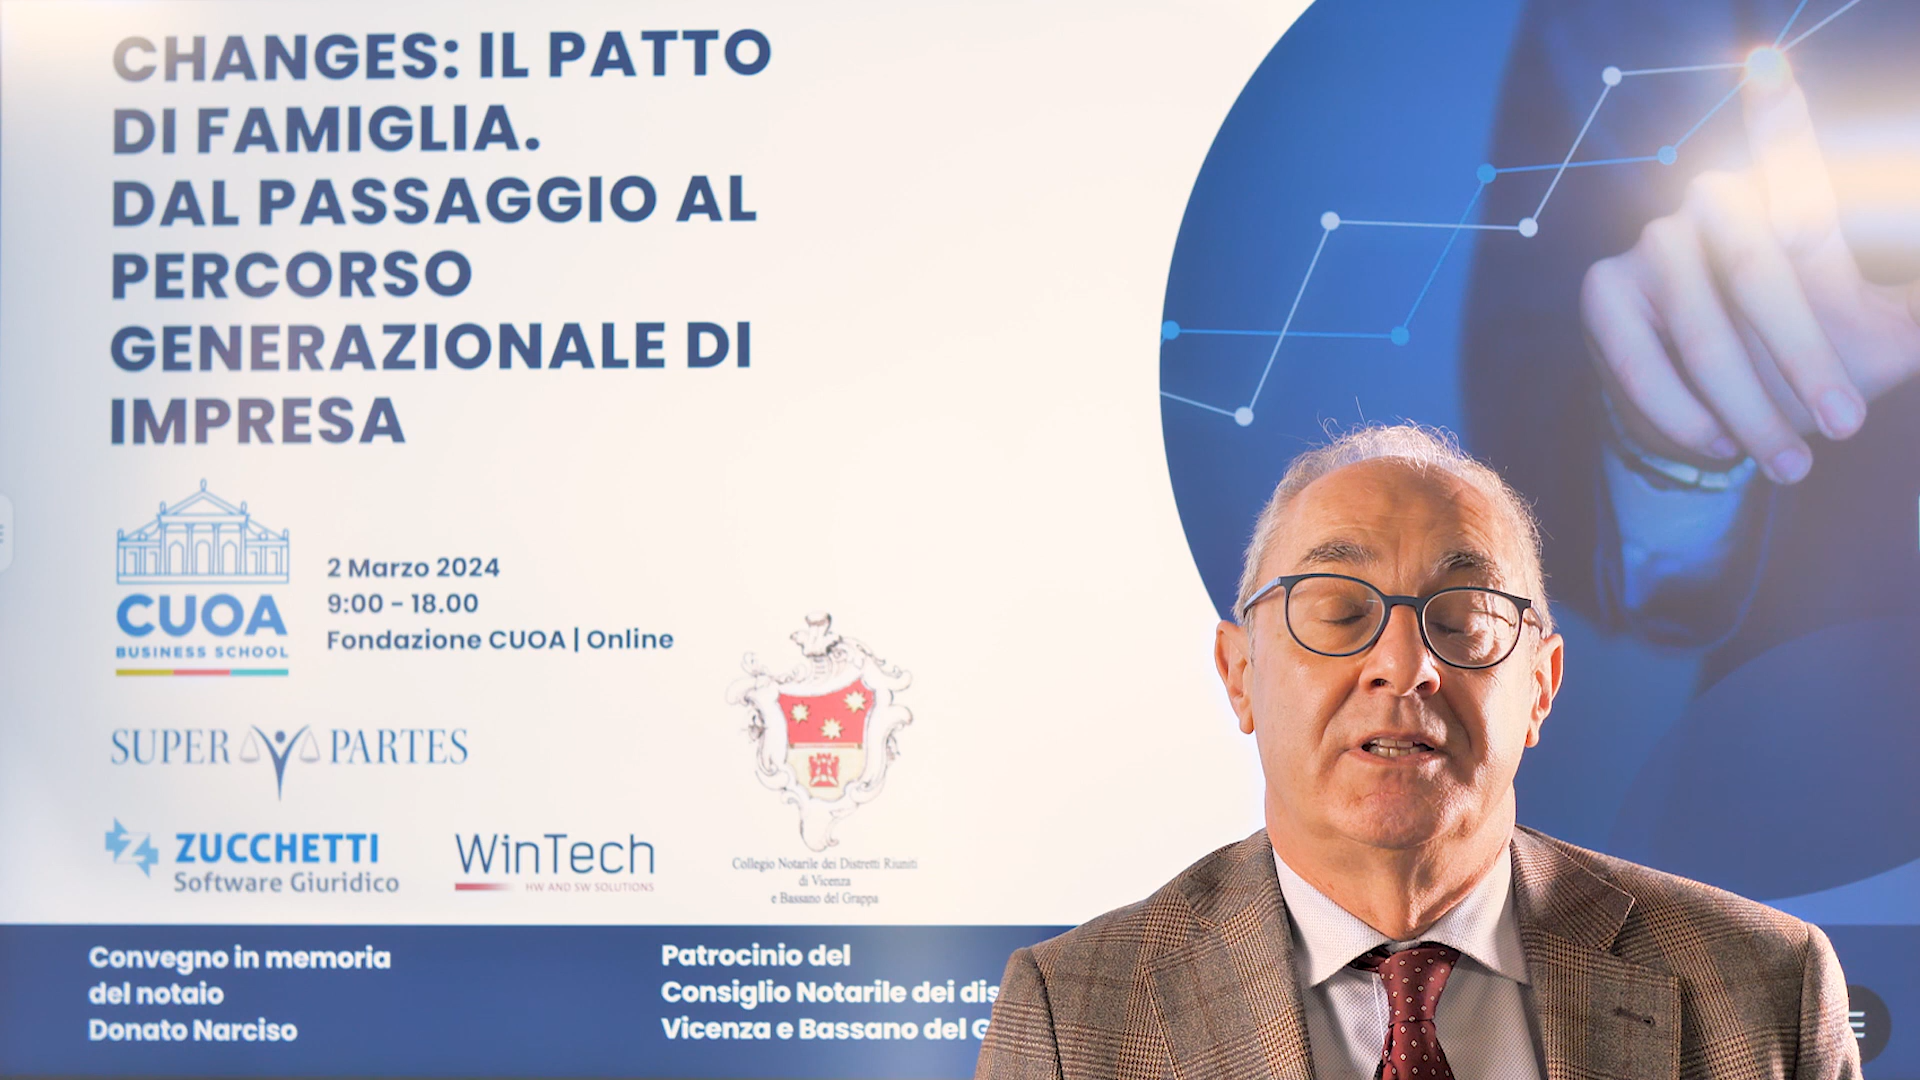 CHANGES: IL PATTO
DI FAMIGLIA.
DAL PASSAGGIO AL
PERCORSO
GENERAZIONALE DI
IMPRESA
CUOA
BUSINESS SCHOOL
2 Marzo 2024
9:00 - 18.00
Fondazione CUOA | Online
SUPER PARTES
ZUCCHETTI
Software Giuridico
WinTech
HW AND SW SOLUTIONS
Collegio Notarile dei Distretti Riuniti
di Vicenza
e Bassano del Grappa
Convegno in memoria
del notaio
Donato Narciso
Patrocinio del
Consiglio Notarile dei dis
Vicenza e Bassano del G